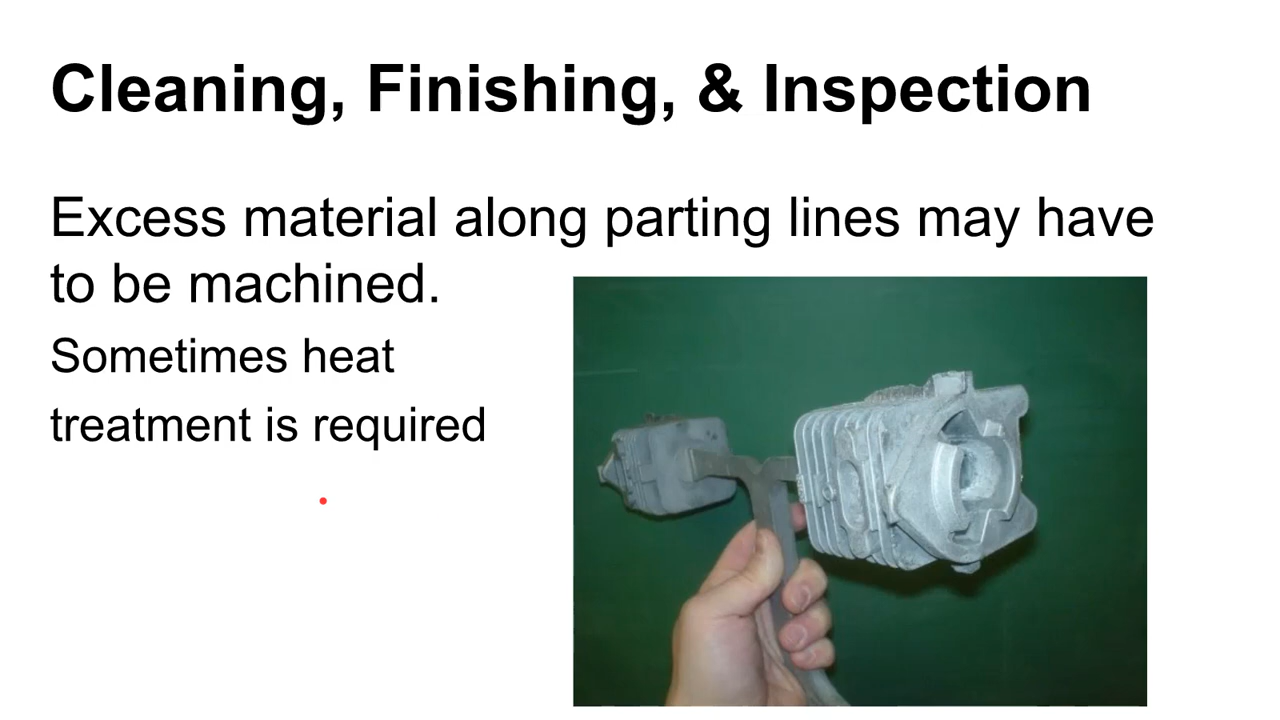 Cleaning, Finishing, & Inspection
Excess material along parting lines may have
to be machined.
Sometimes heat
treatment is required